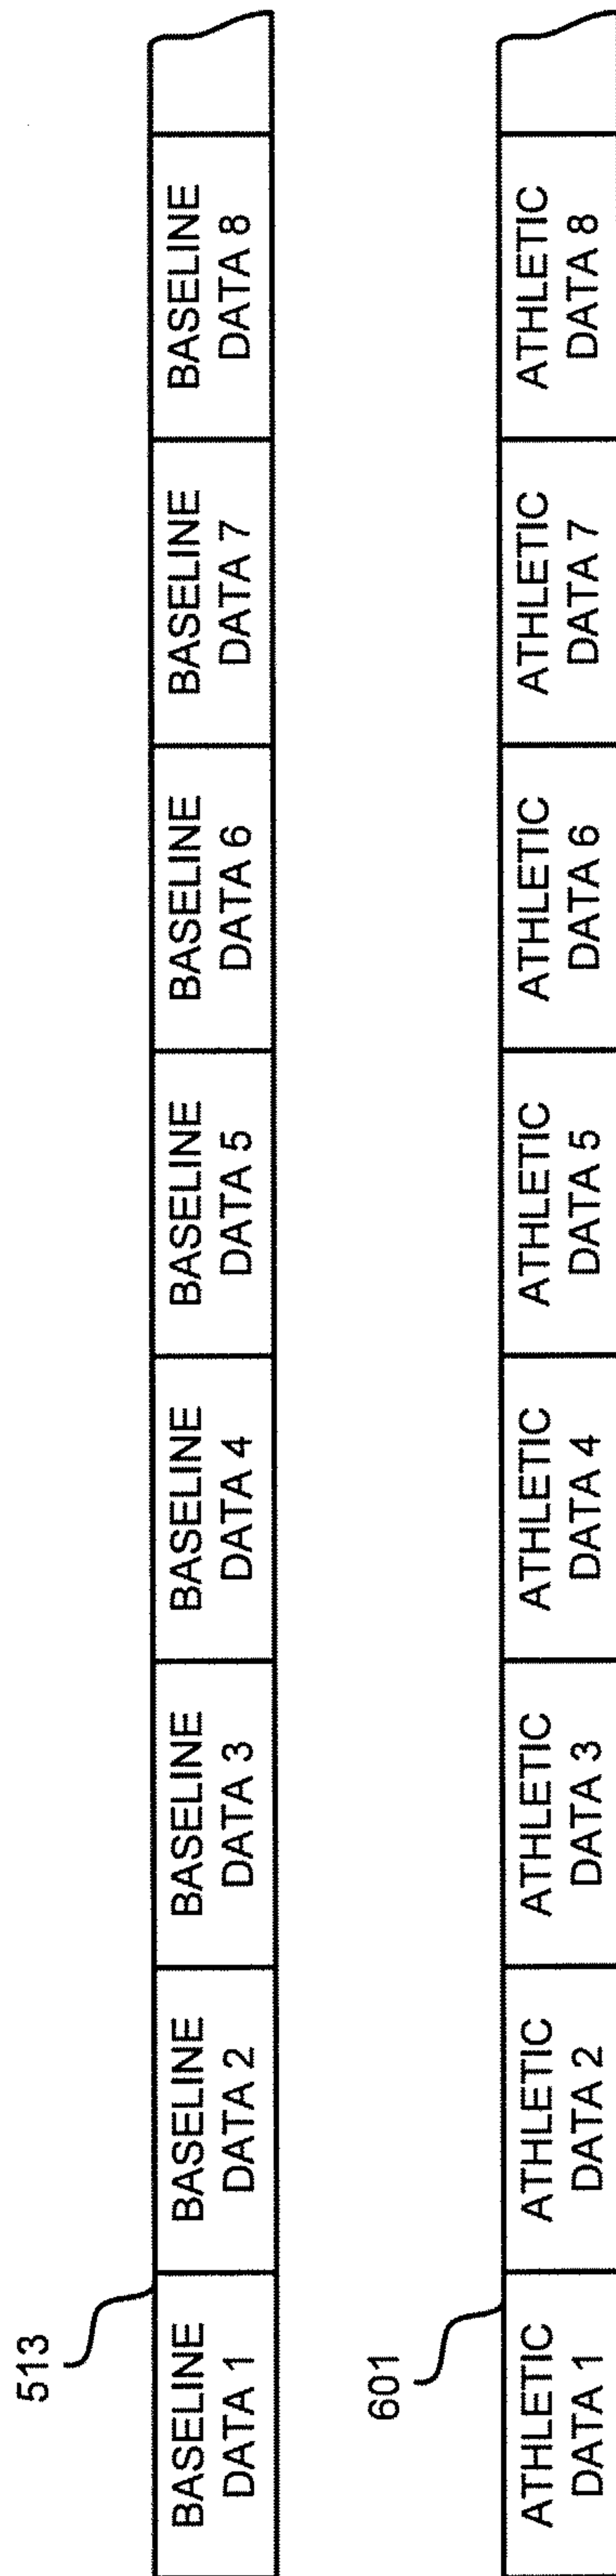 513
BASELINE
DATA 1
BASELINE
DATA 2
BASELINE
DATA 3
BASELINE
DATA 4
BASELINE
DATA 5
BASELINE
DATA 6
BASELINE
DATA 7
BASELINE
DATA 8
601
ATHLETIC
DATA 1
ATHLETIC
DATA 2
ATHLETIC
DATA 3
ATHLETIC
DATA 4
ATHLETIC
DATA 5
ATHLETIC
DATA 6
ATHLETIC
DATA 7
ATHLETIC
DATA 8